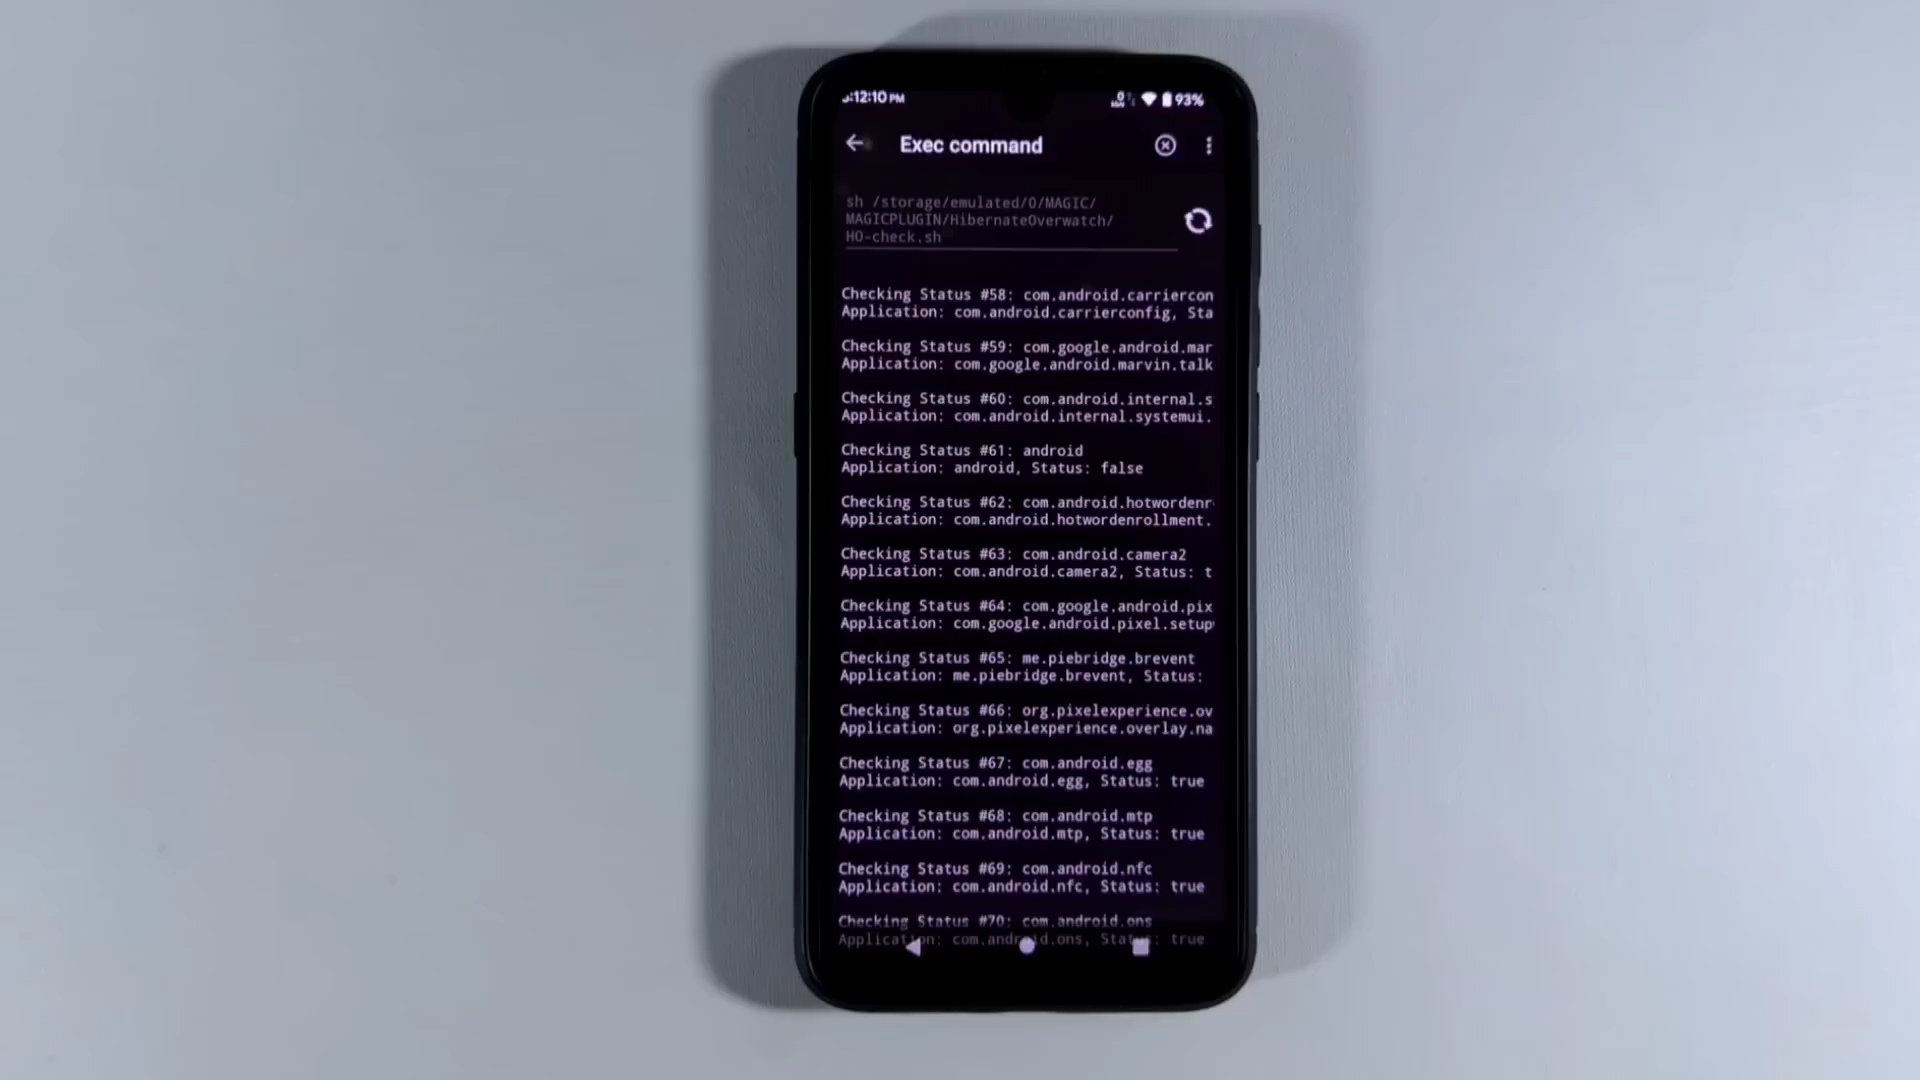 :12:10 PM
0
93%
Exec command
sh /storage/emulated/0/MAGIC/
MAGICPLUGIN/HibernateOverwatch/
HO-check.sh
Checking Status #58: com.android.carriercon
Application: com.android.carrierconfig, Sta
Checking Status #59: com.google.android.mar
Application: com.google.android.marvin.talk
Checking Status #60: com.android.internal.s
Application: com.android.internal.systemui.
Checking Status #61: android
Application: android, Status: false
Checking Status #62: com.android.hotwordenr
Application: com.android.hotwordenrollment.
Checking Status #63: com.android.camera2
Application: com.android.camera2, Status: t
Checking Status #64: com.google.android.pix
Application: com.google.android.pixel.setup
Checking Status #65: me.piebridge.brevent
Application: me.piebridge.brevent, Status:
Checking Status #66: org.pixelexperience.ov
Application: org.pixelexperience.overlay.na
Checking Status #67: com.android.egg
Application: com.android.egg, Status: true
Checking Status #68: com.android.mtp
Application: com.android.mtp, Status: true
Checking Status #69: com.android.nfc
Application: com.android.nfc, Status: true
Checking Status #70: com.android.ons
Application: com.android.ons, Status: true